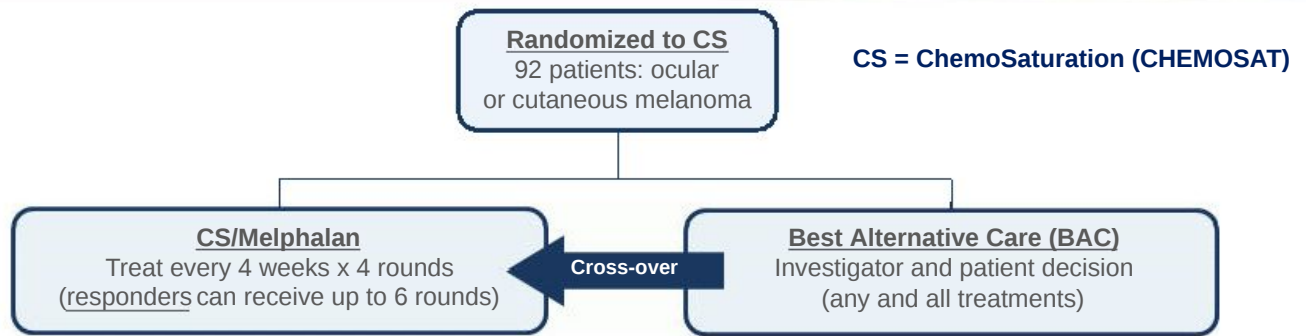 Randomized to CS
92 patients: ocular
or cutaneous melanoma
CS = ChemoSaturation (CHEMOSAT)
CS/Melphalan
Treat every 4 weeks x 4 rounds
(responders can receive up to 6 rounds)
Cross-over
Best Alternative Care (BAC)
Investigator and patient decision
(any and all treatments)